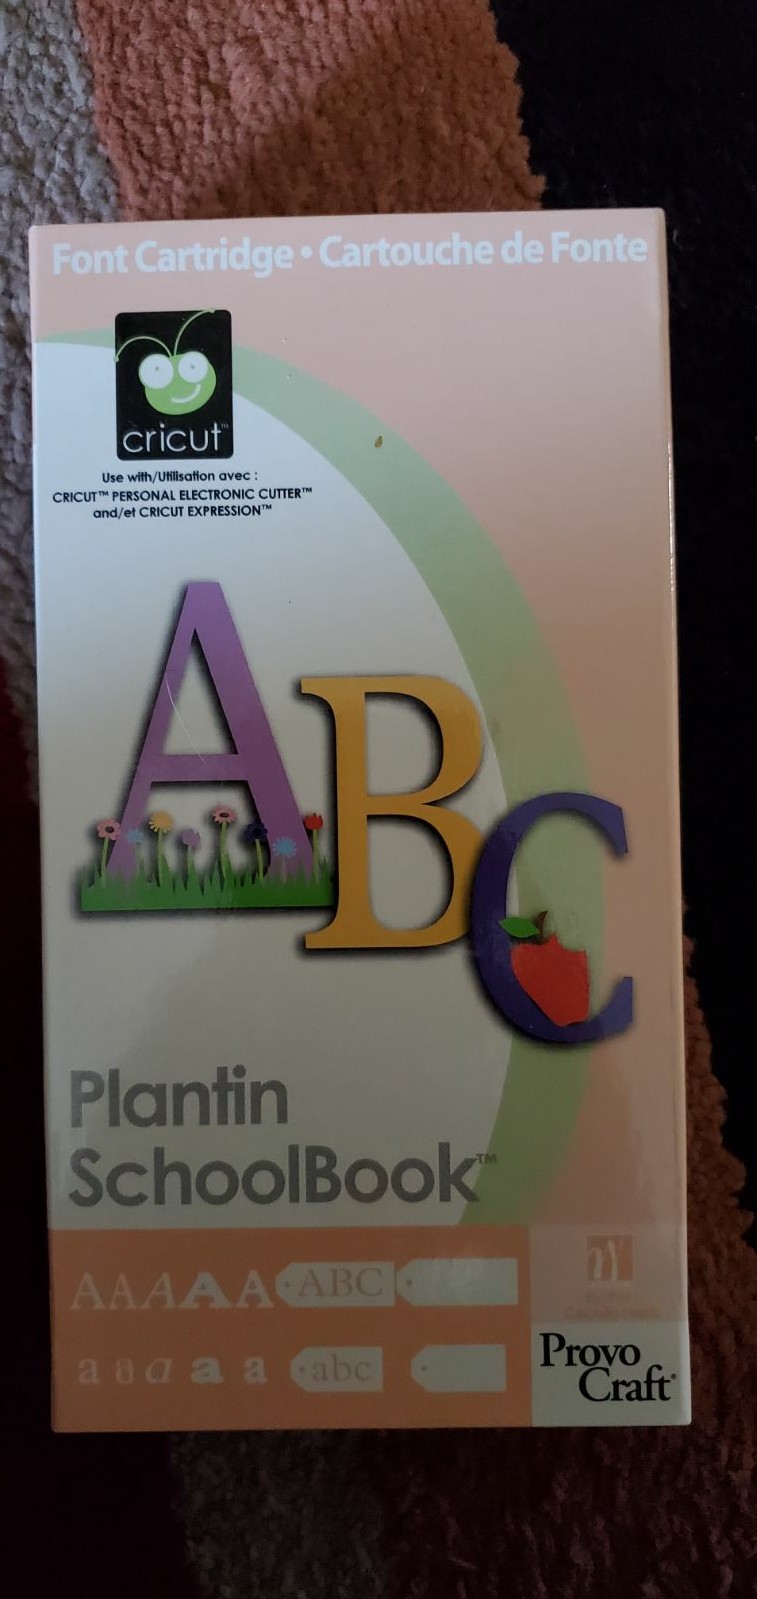 Font Cartridge • Cartouche de Fonte
cricut™
Use with/Utilisation avec :
CRICUT™ PERSONAL ELECTRONIC CUTTER™
and/et CRICUT EXPRESSION™
ABC
Plantin
SchoolBook™
AAAAA ABC
aaaaa abc
Provo
Craft®